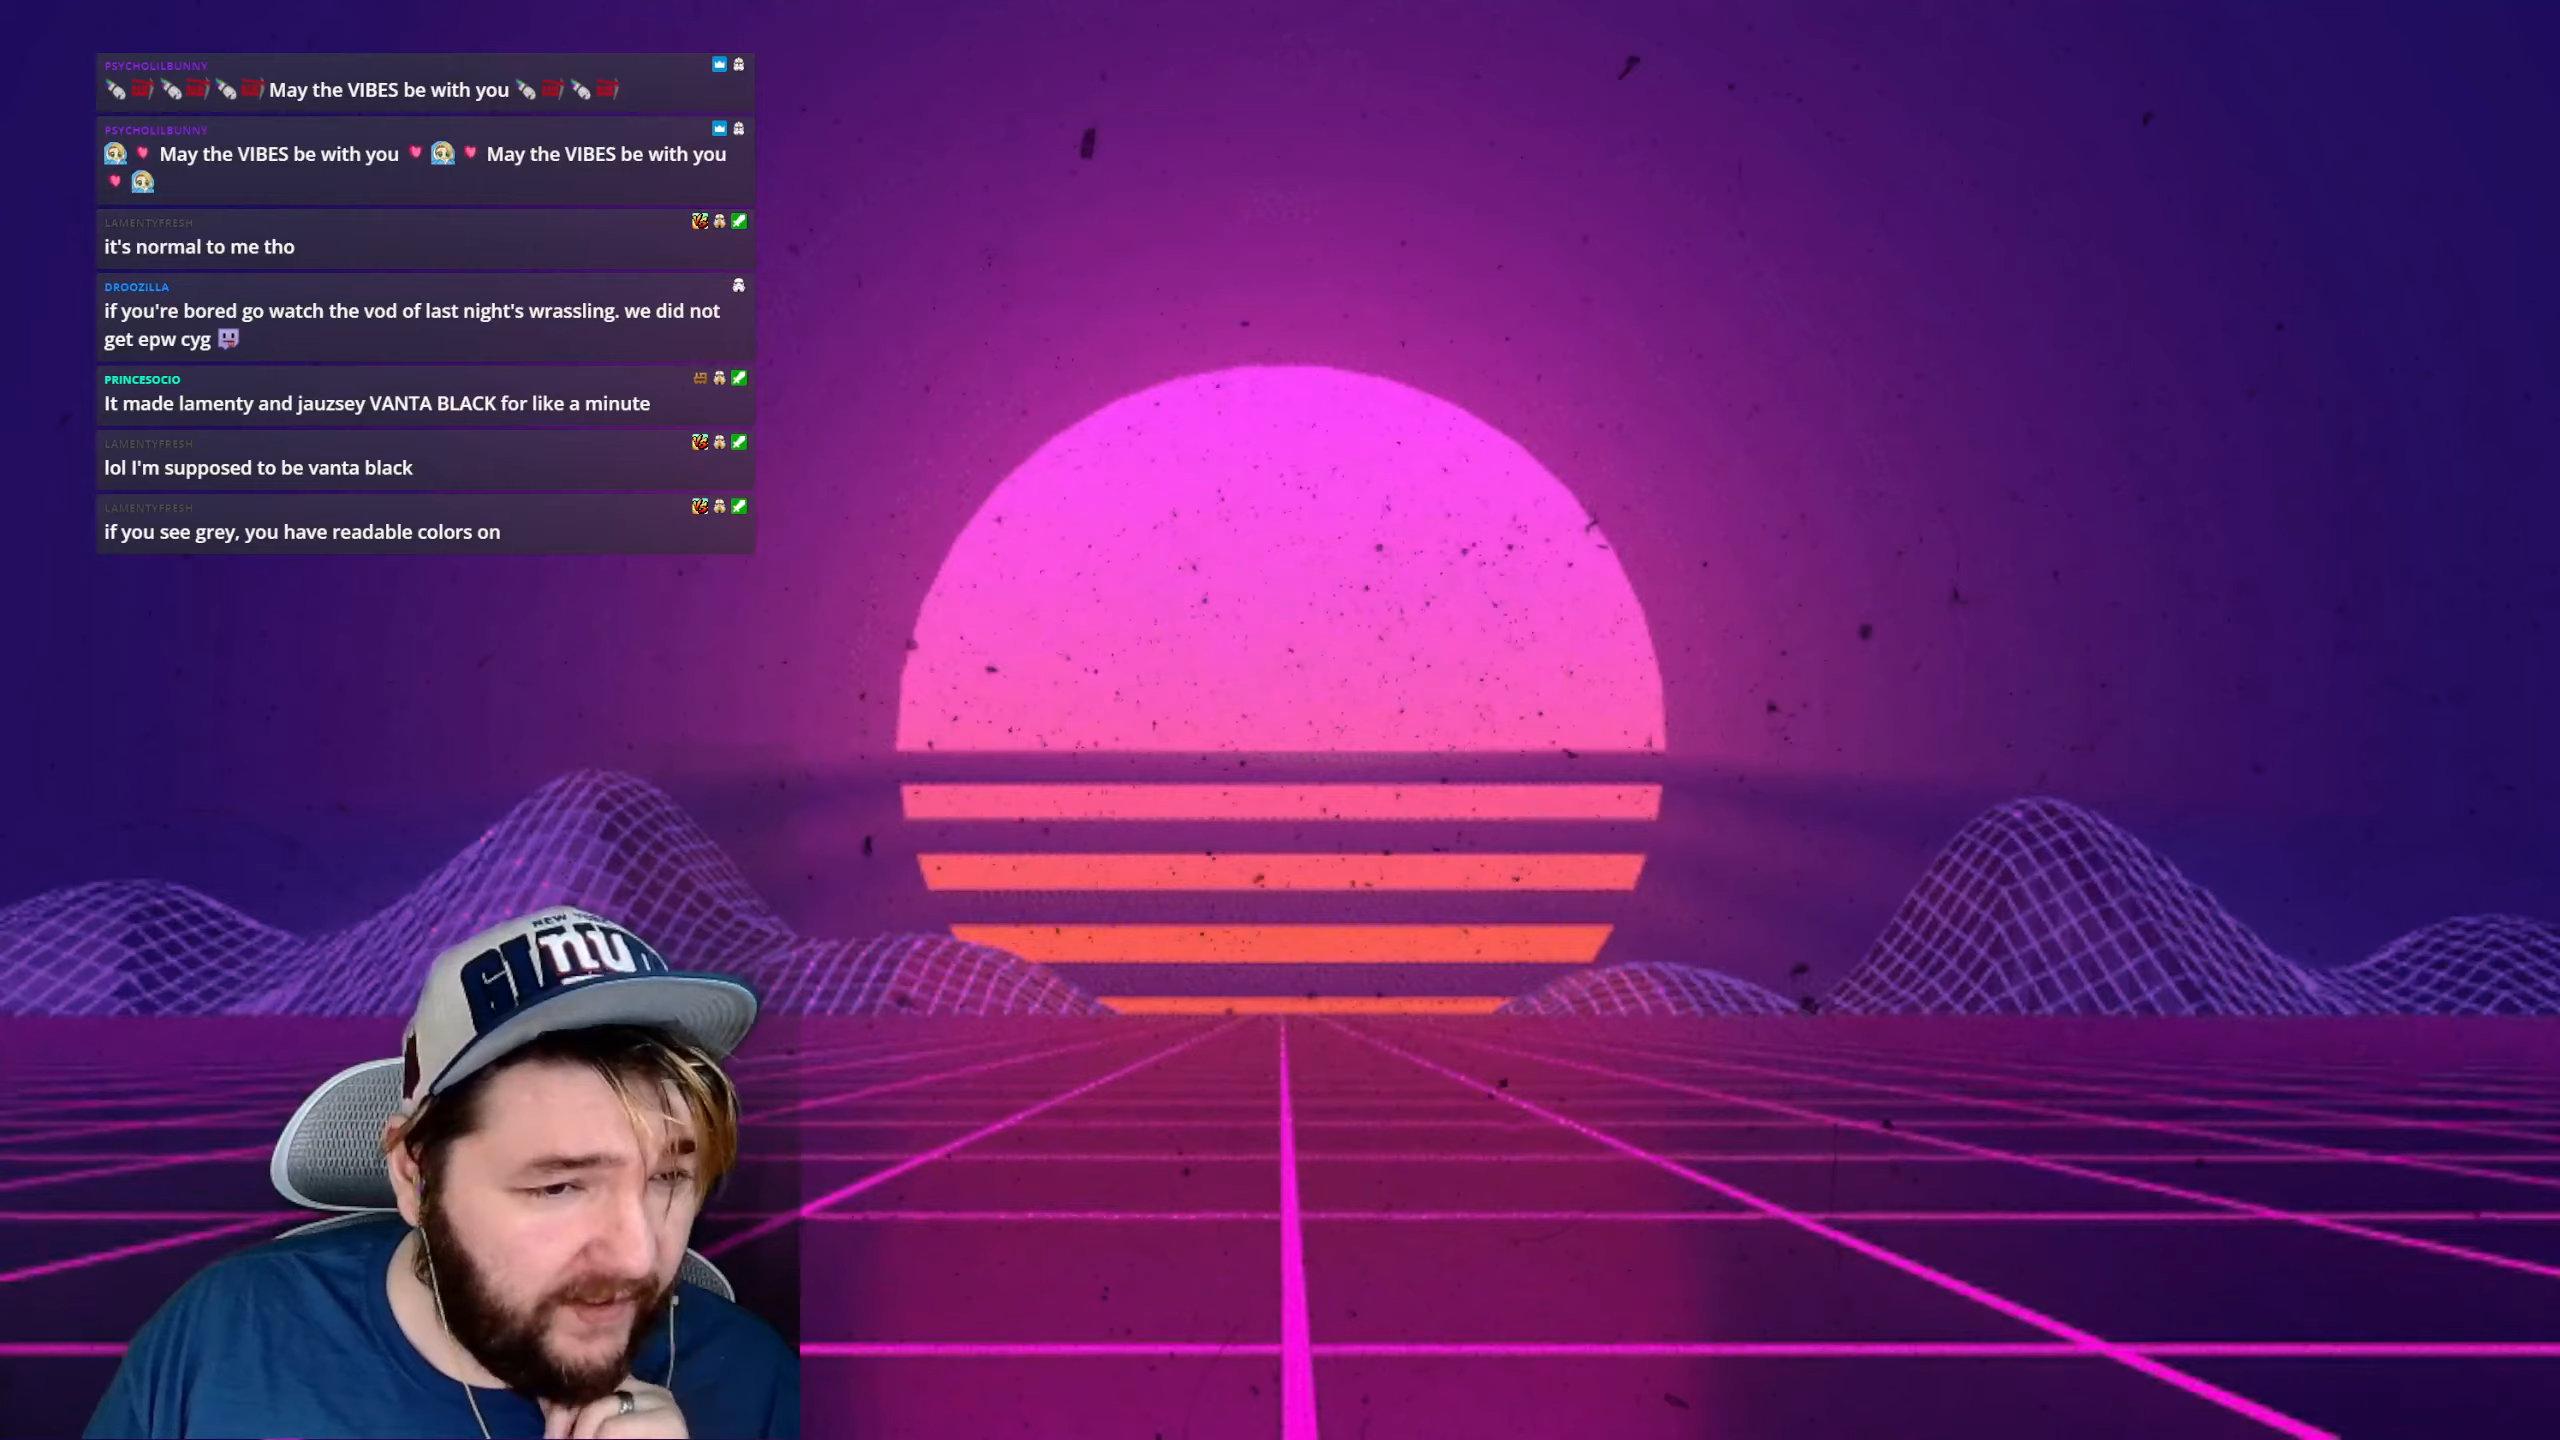 PSYCHOLILBUNNY
May the VIBES be with you
PSYCHOLILBUNNY
May the VIBES be with you May the VIBES be with you
LAMENTYFRESH
it's normal to me tho
DROOZILLA
if you're bored go watch the vod of last night's wrassling. we did not
get epw cyg
PRINCESOCIO
It made lamenty and jauzsey VANTA BLACK for like a minute
LAMENTYFRESH
lol I'm supposed to be vanta black
LAMENTYFRESH
if you see grey, you have readable colors on
NEW
ny